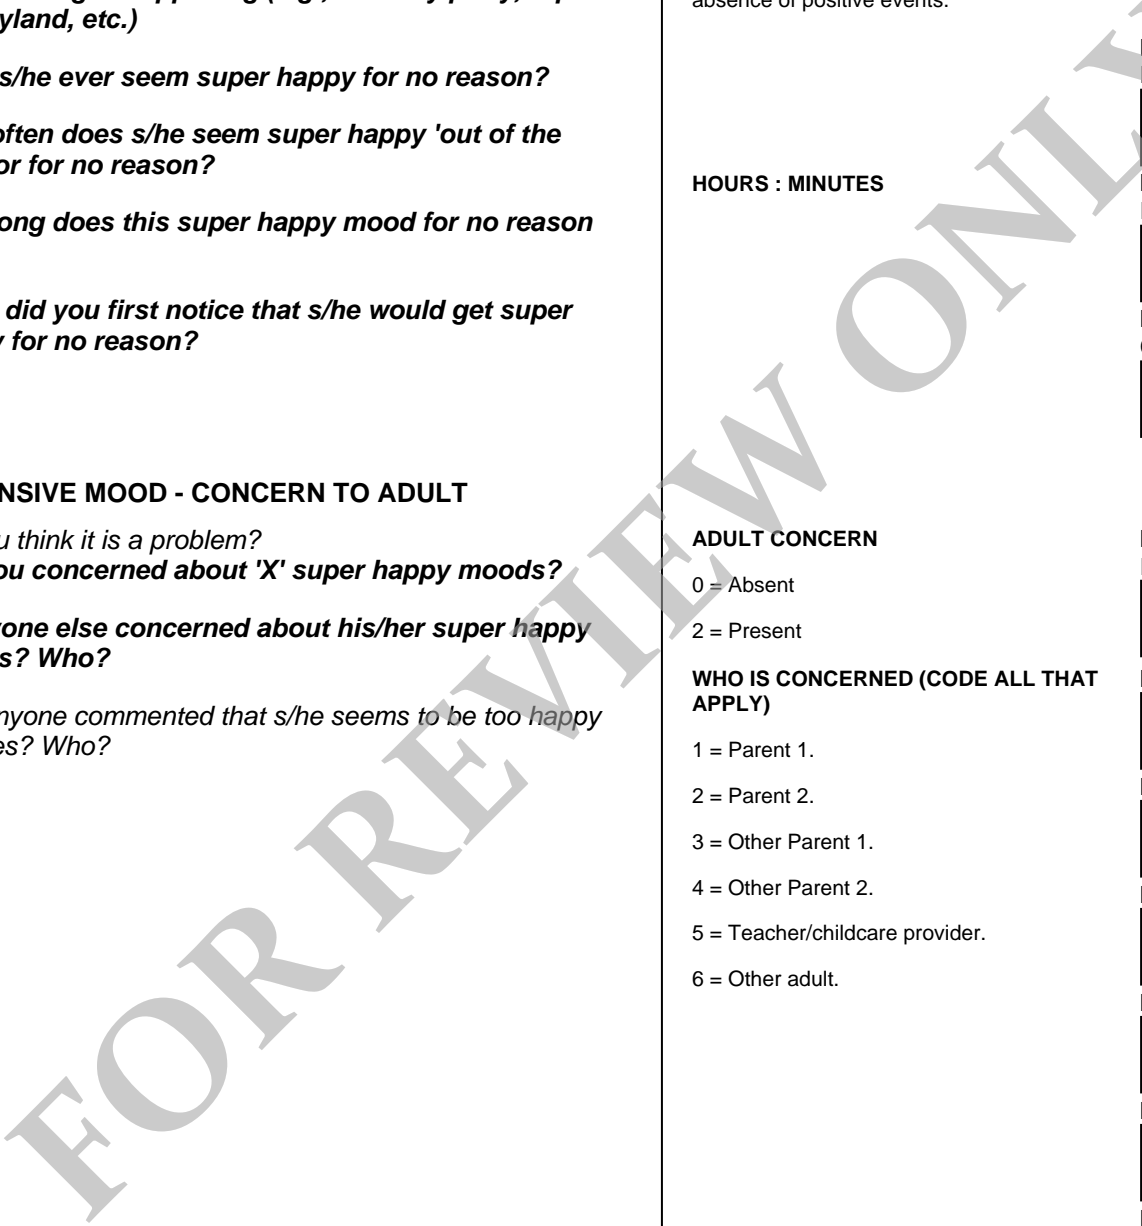 yland, etc.)
s/he ever seem super happy for no reason?
often does s/he seem super happy 'out of the
or for no reason?
ong does this super happy mood for no reason
did you first notice that s/he would get super
for no reason?
NSIVE MOOD - CONCERN TO ADULT
u think it is a problem?
ou concerned about 'X' super happy moods?
one else concerned about his/her super happy
s? Who?
nyone commented that s/he seems to be too happy
es? Who?
absence of positive events.
HOURS : MINUTES
ADULT CONCERN
0 = Absent
2 = Present
WHO IS CONCERNED (CODE ALL THAT
APPLY)
1 = Parent 1.
2 = Parent 2.
3 = Other Parent 1.
4 = Other Parent 2.
5 = Teacher/childcare provider.
6 = Other adult.
FOR REVIEW ONLY